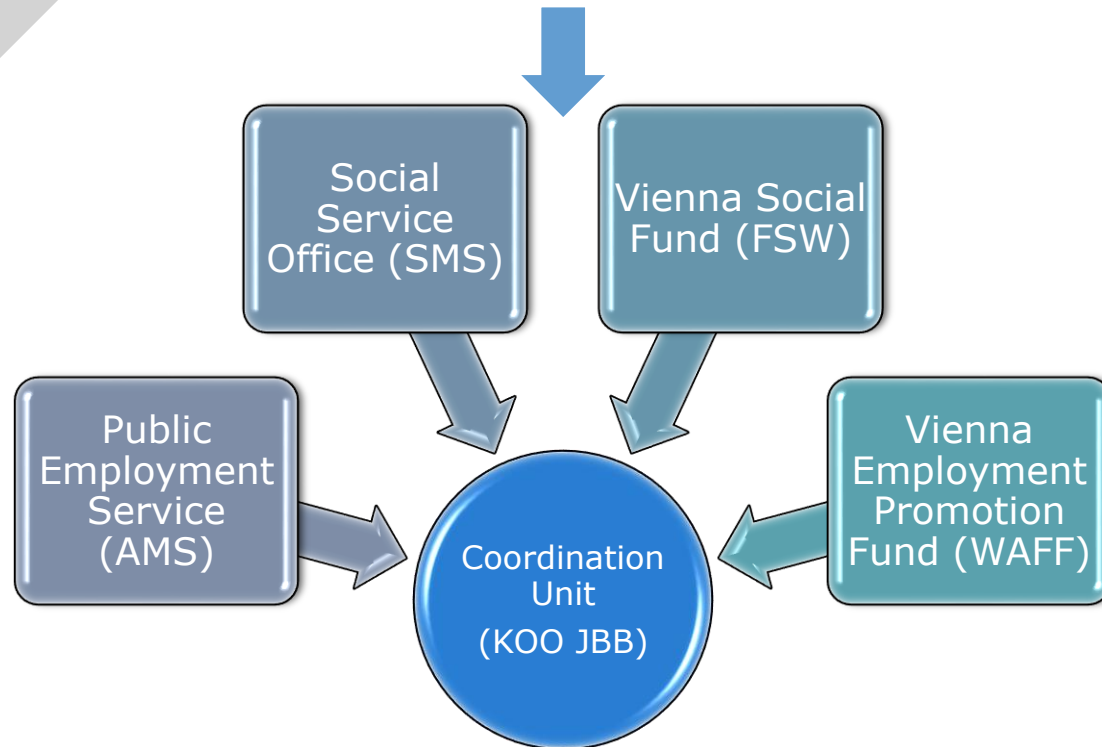 Social
Service
Office (SMS)
Vienna Social
Fund (FSW)
Public
Employment
Service
(AMS)
Vienna
Employment
Promotion
Fund (WAFF)
Coordination
Unit
(KOO JBB)